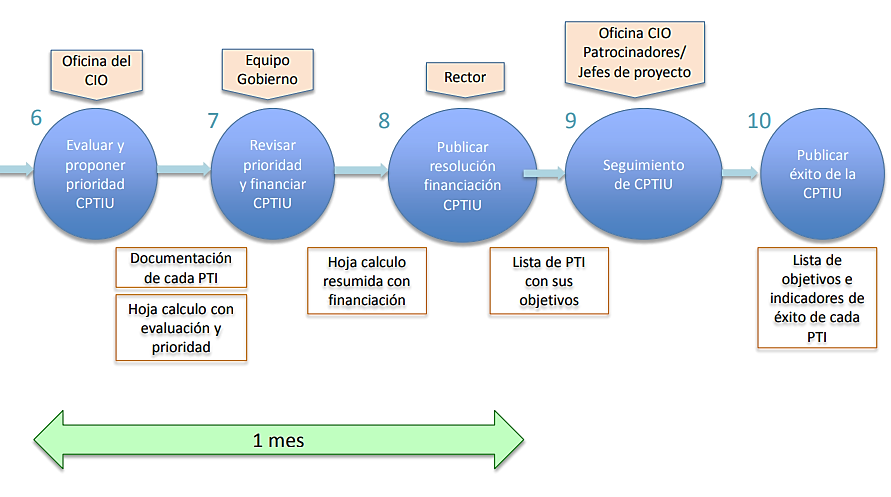 Oficina del
CIO
Equipo
Gobierno
Rector
Oficina CIO
Patrocinadores/
Jefes de proyecto
6
Evaluar y
proponer
prioridad
CPTIU
7
Revisar
prioridad
y financiar
CPTIU
8
Publicar
resolución
financiación
CPTIU
9
Seguimiento
de CPTIU
10
Publicar
éxito de la
CPTIU
Documentación
de cada PTI
Hoja calculo con
evaluación y
prioridad
Hoja calculo
resumida con
financiación
Lista de PTI
con sus
objetivos
Lista de
objetivos e
indicadores de
éxito de cada
PTI
1 mes